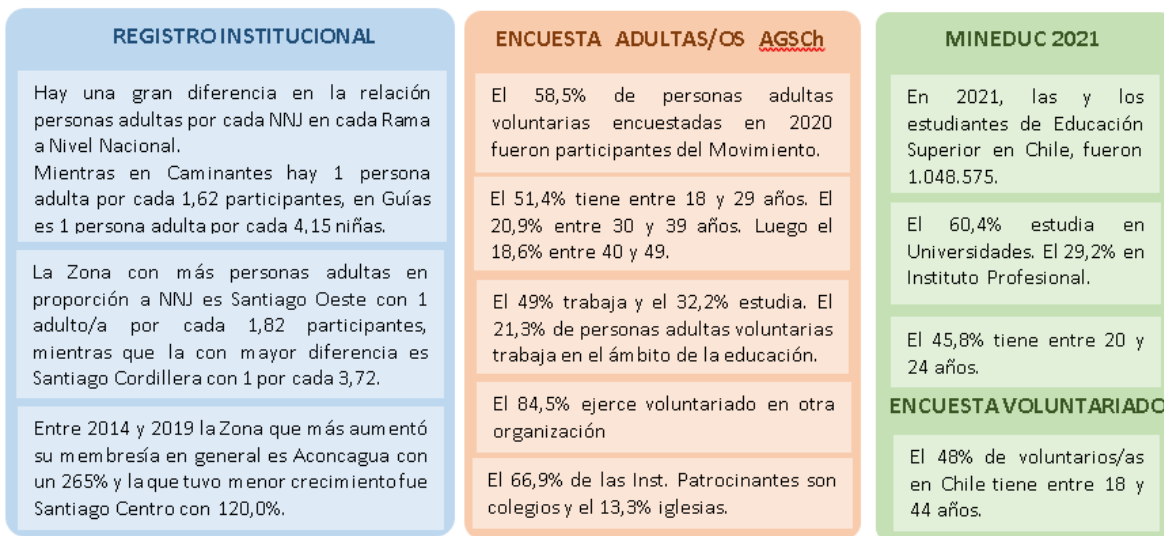 REGISTRO INSTITUCIONAL
Hay una gran diferencia en la relación
personas adultas por cada NNJ en cada Rama
a Nivel Nacional.
Mientras en Caminantes hay 1 persona
adulta por cada 1,62 participantes, en Guías
es 1 persona adulta por cada 4,15 niñas.
La Zona con más personas adultas en
proporción a NNJ es Santiago Oeste con 1
adulto/a por cada 1,82 participantes,
mientras que la con mayor diferencia es
Santiago Cordillera con 1 por cada 3,72.
Entre 2014 y 2019 la Zona que más aumentó
su membresía en general es Aconcagua con
un 265% y la que tuvo menor crecimiento fue
Santiago Centro con 120,0%.
ENCUESTA ADULTAS/OS AGSCh
El 58,5% de personas adultas
voluntarias encuestadas en 2020
fueron participantes del Movimiento.
El 51,4% tiene entre 18 y 29 años. El
20,9% entre 30 y 39 años. Luego el
18,6% entre 40 y 49.
El 49% trabaja y el 32,2% estudia. El
21,3% de personas adultas voluntarias
trabaja en el ámbito de la educación.
El 84,5% ejerce voluntariado en otra
organización
El 66,9% de las Inst. Patrocinantes son
colegios y el 13,3% iglesias.
MINEDUC 2021
En 2021, las y los
estudiantes de Educación
Superior en Chile, fueron
1.048.575.
El 60,4% estudia en
Universidades. El 29,2% en
Instituto Profesional.
El 45,8% tiene entre 20 y
24 años.
ENCUESTA VOLUNTARIADO
El 48% de voluntarios/as
en Chile tiene entre 18 y
44 años.